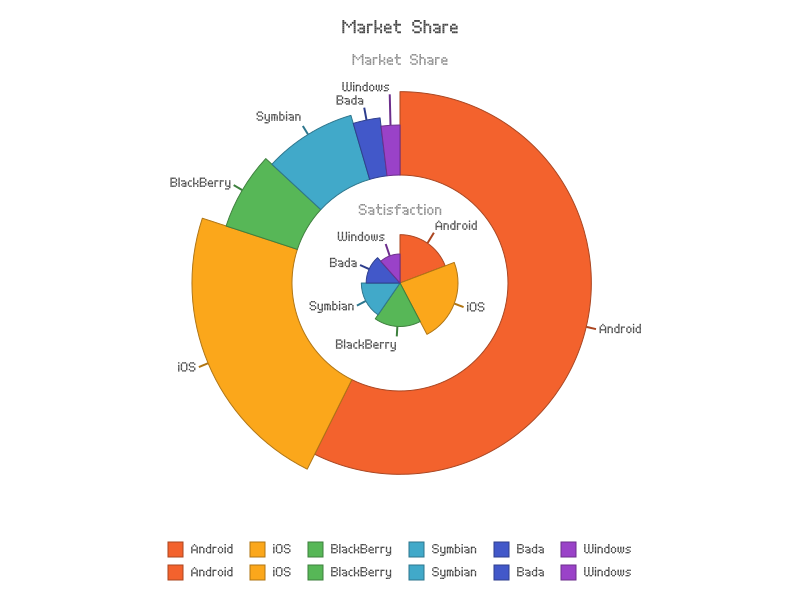 Market Share
Market Share
Windows
Bada
Symbian
BlackBerry
Satisfaction
Android
Windows
Bada
Symbian
iOS
BlackBerry
Android
iOS
Android iOS BlackBerry Symbian Bada Windows
Android iOS BlackBerry Symbian Bada Windows